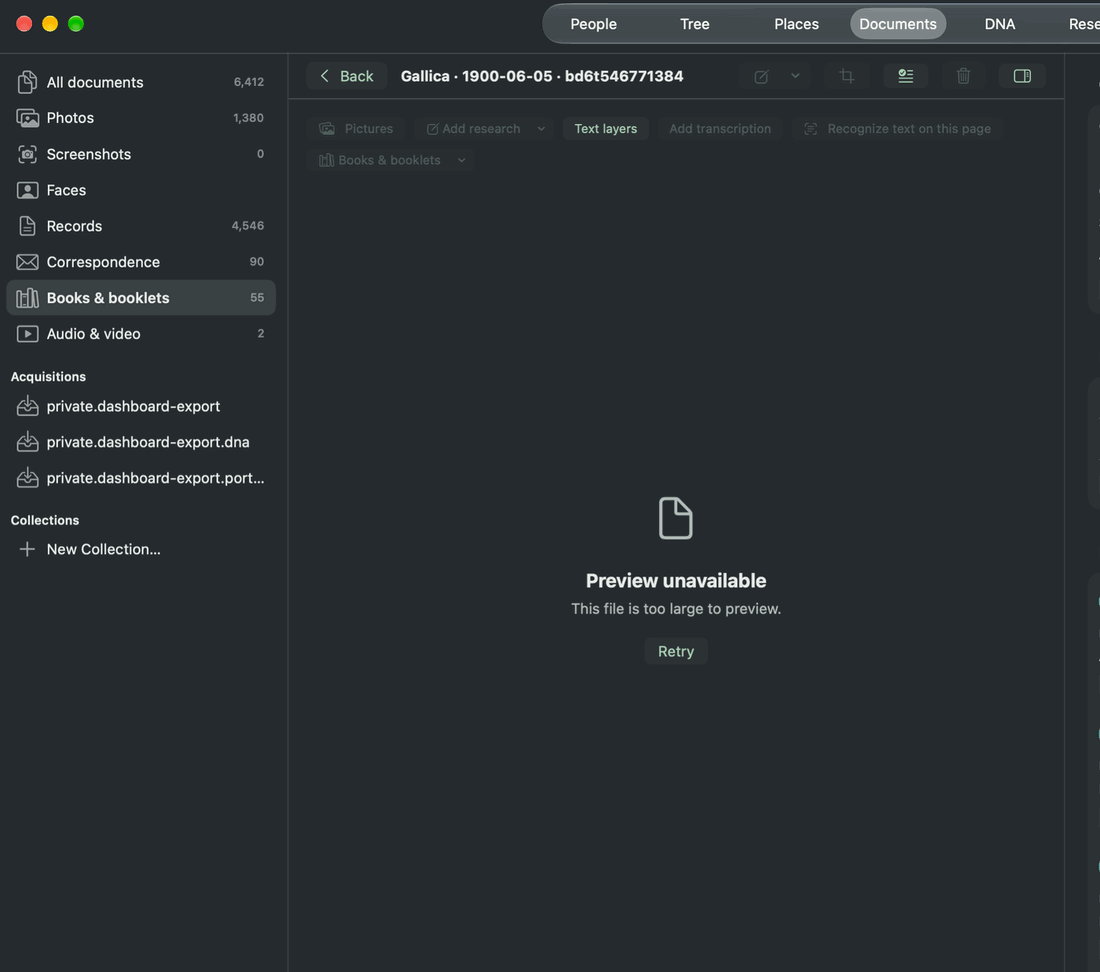 People Tree Places Documents DNA Rese
All documents 6,412
Photos 1,380
Screenshots 0
Faces
Records 4,546
Correspondence 90
Books & booklets 55
Audio & video 2
Acquisitions
private.dashboard-export
private.dashboard-export.dna
private.dashboard-export.port...
Collections
New Collection...
Back Gallica · 1900-06-05 · bd6t546771384
Pictures Add research Text layers Add transcription Recognize text on this page
Books & booklets
Preview unavailable
This file is too large to preview.
Retry